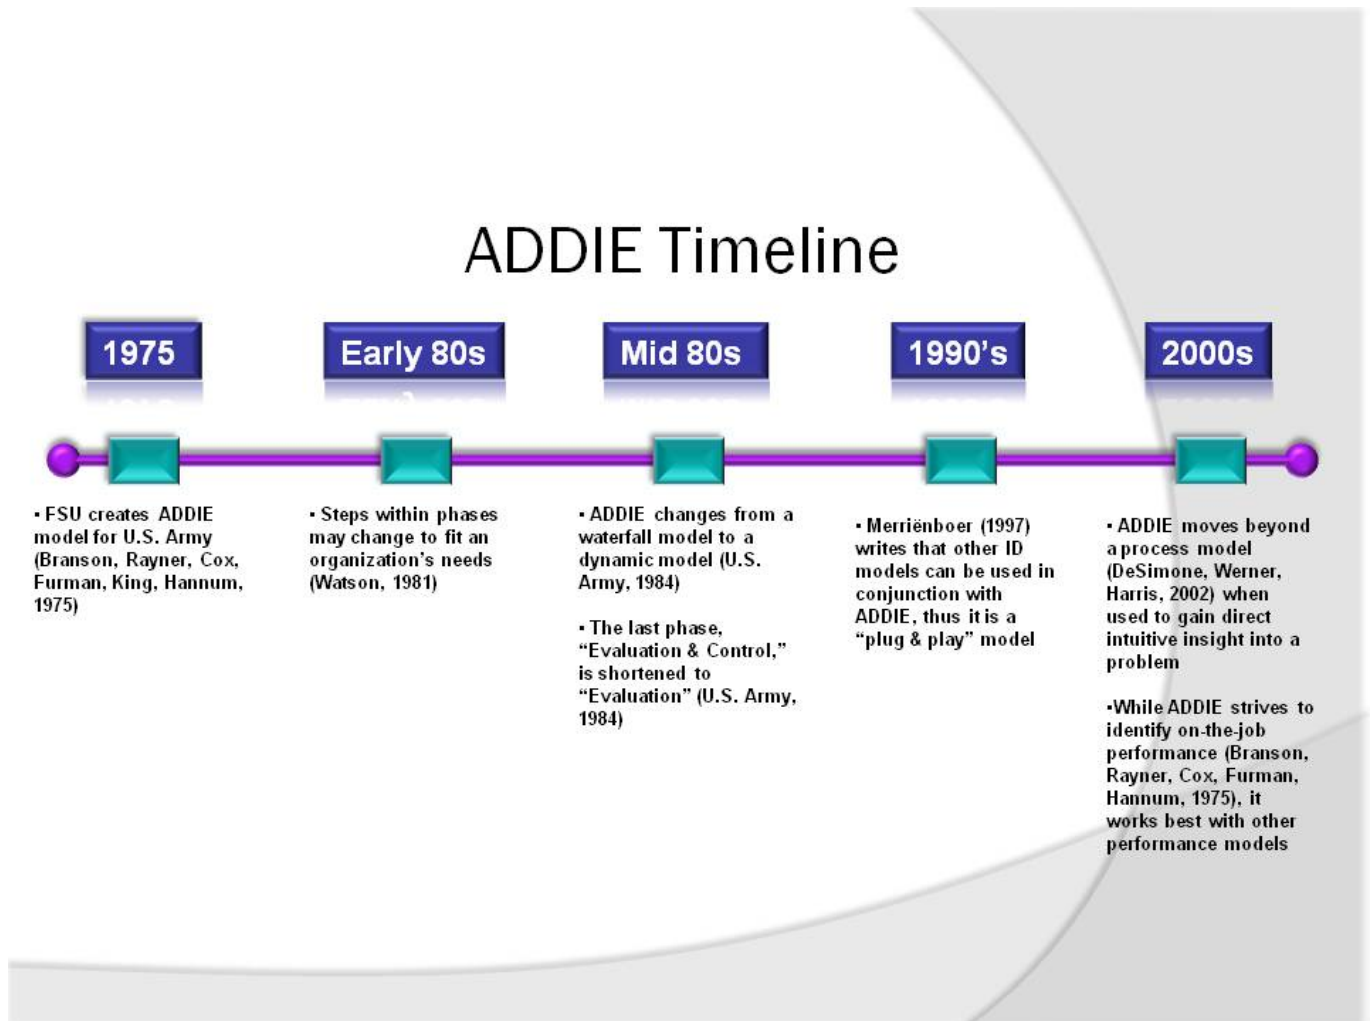 ADDIE Timeline
1975
Early 80s
Mid 80s
1990's
2000s
▪ FSU creates ADDIE
model for U.S. Army
(Branson, Rayner, Cox,
Furman, King, Hannum,
1975)
▪ Steps within phases
may change to fit an
organization's needs
(Watson, 1981)
▪ ADDIE changes from a
waterfall model to a
dynamic model (U.S.
Army, 1984)
▪ The last phase,
“Evaluation & Control,”
is shortened to
“Evaluation” (U.S. Army,
1984)
▪ Merriënboer (1997)
writes that other ID
models can be used in
conjunction with
ADDIE, thus it is a
“plug & play” model
▪ ADDIE moves beyond
a process model
(DeSimone, Werner,
Harris, 2002) when
used to gain direct
intuitive insight into a
problem
▪While ADDIE strives to
identify on-the-job
performance (Branson,
Rayner, Cox, Furman,
Hannum, 1975), it
works best with other
performance models